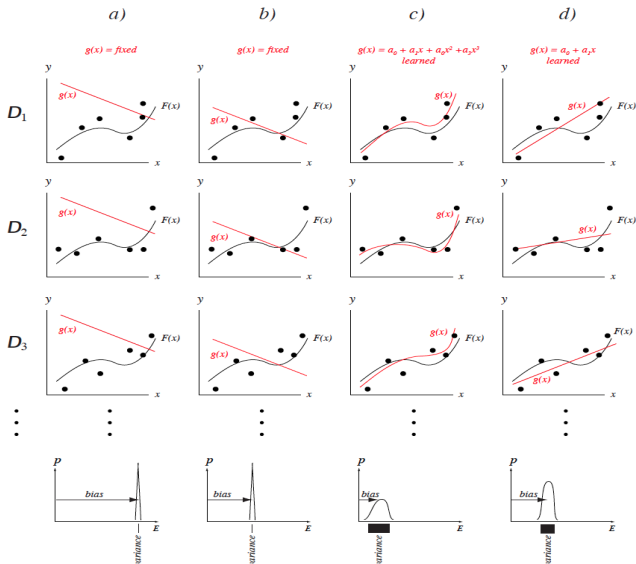 a) b) c) d)
g(x) = fixed g(x) = fixed g(x) = a₀ + a₁x + a₀x² +a₃x³ g(x) = a₀ + a₁x
learned learned
y y y y
D₁ g(x) F(x) g(x) F(x) g(x) F(x) g(x) F(x)
x x x x
y y y y
D₂ g(x) F(x) g(x) F(x) g(x) F(x) g(x) F(x)
x x x x
y y y y
D₃ g(x) F(x) g(x) F(x) g(x) F(x) g(x) F(x)
x x x x
p p p p
bias bias bias bias
E E E E
variance variance variance variance